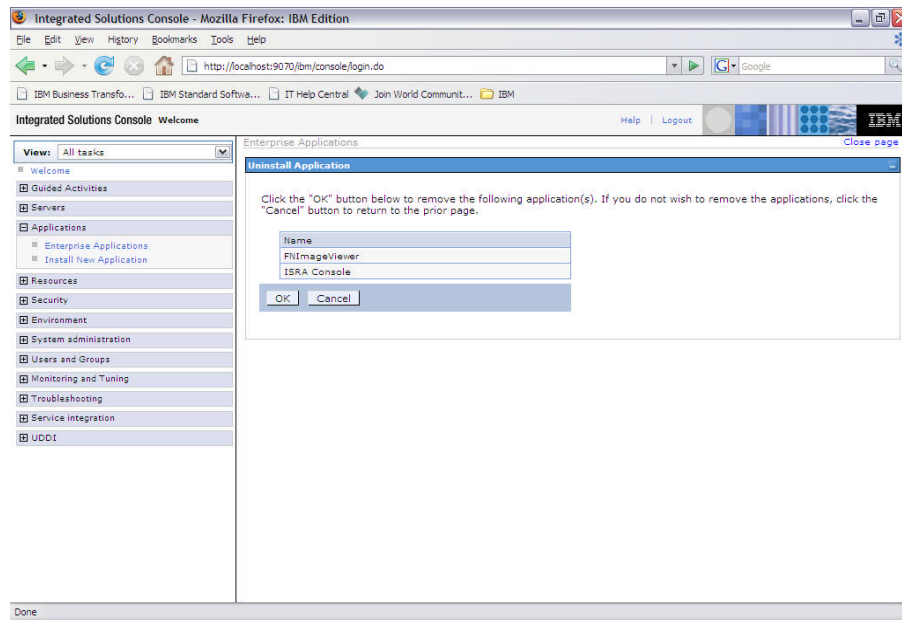 Integrated Solutions Console - Mozilla Firefox: IBM Edition
File Edit View History Bookmarks Tools Help
http://localhost:9070/ibm/console/login.do
G Google
IBM Business Transfo... IBM Standard Softwa... IT Help Central Join World Communit... IBM
Integrated Solutions Console Welcome
Help | Logout
IBM
View: All tasks
Welcome
Guided Activities
Servers
Applications
Enterprise Applications
Install New Application
Resources
Security
Environment
System administration
Users and Groups
Monitoring and Tuning
Troubleshooting
Service integration
UDDI
Enterprise Applications
Close page
Uninstall Application
Click the "OK" button below to remove the following application(s). If you do not wish to remove the applications, click the
"Cancel" button to return to the prior page.
Name
FNImageViewer
ISRA Console
OK Cancel
Done